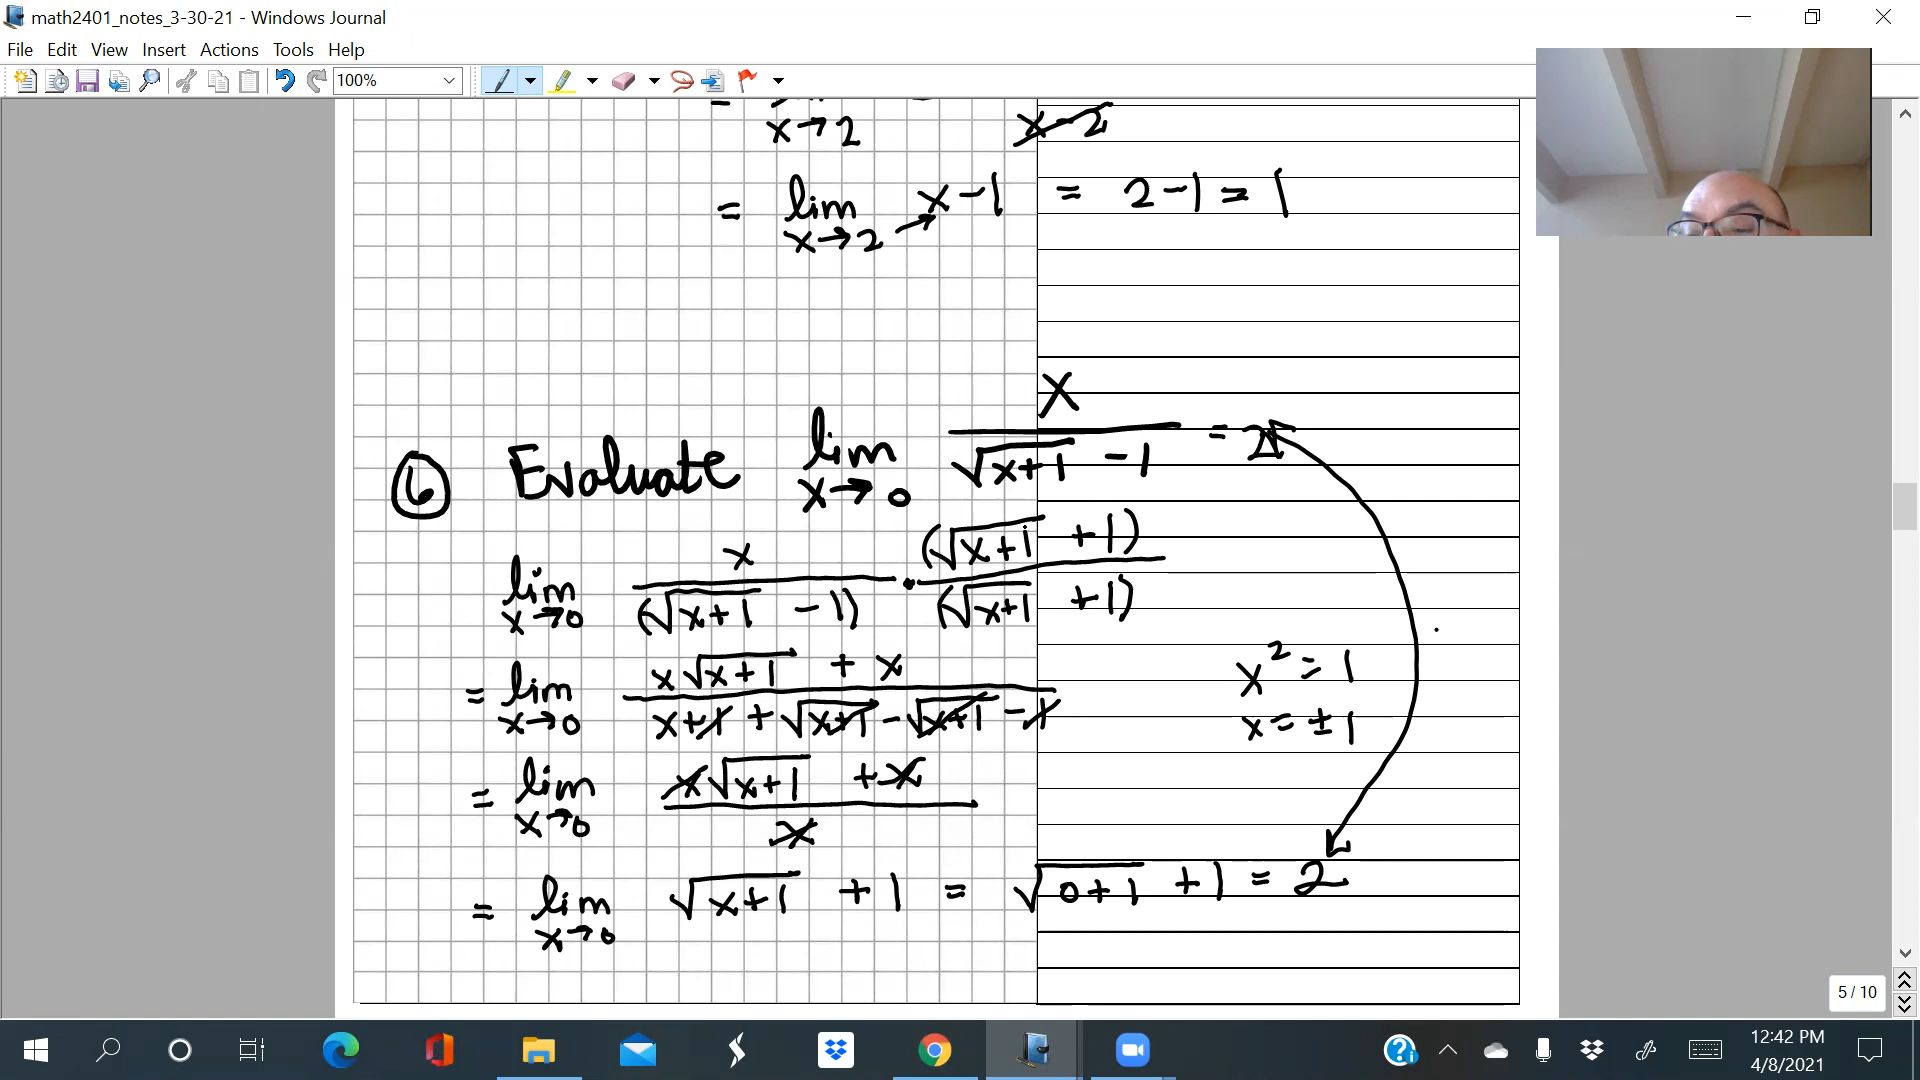 math2401_notes_3-30-21 - Windows Journal
File Edit View Insert Actions Tools Help
100%
=
x→2 x-2
= lim x→2 x-1 = 2-1 = 1
⑥ Evaluate lim x→0 x/(√(x+1) -1) = 2
lim x→0 x/(√(x+1) -1) · (√(x+1) +1)/(√(x+1) +1)
= lim x→0 (x√(x+1) + x)/(x+1 + √(x+1) - √(x+1) -1)
x² = 1
x = ±1
= lim x→0 (x√(x+1) + x)/x
= lim x→0 √(x+1) + 1 = √(0+1) + 1 = 2
5 / 10
12:42 PM
4/8/2021